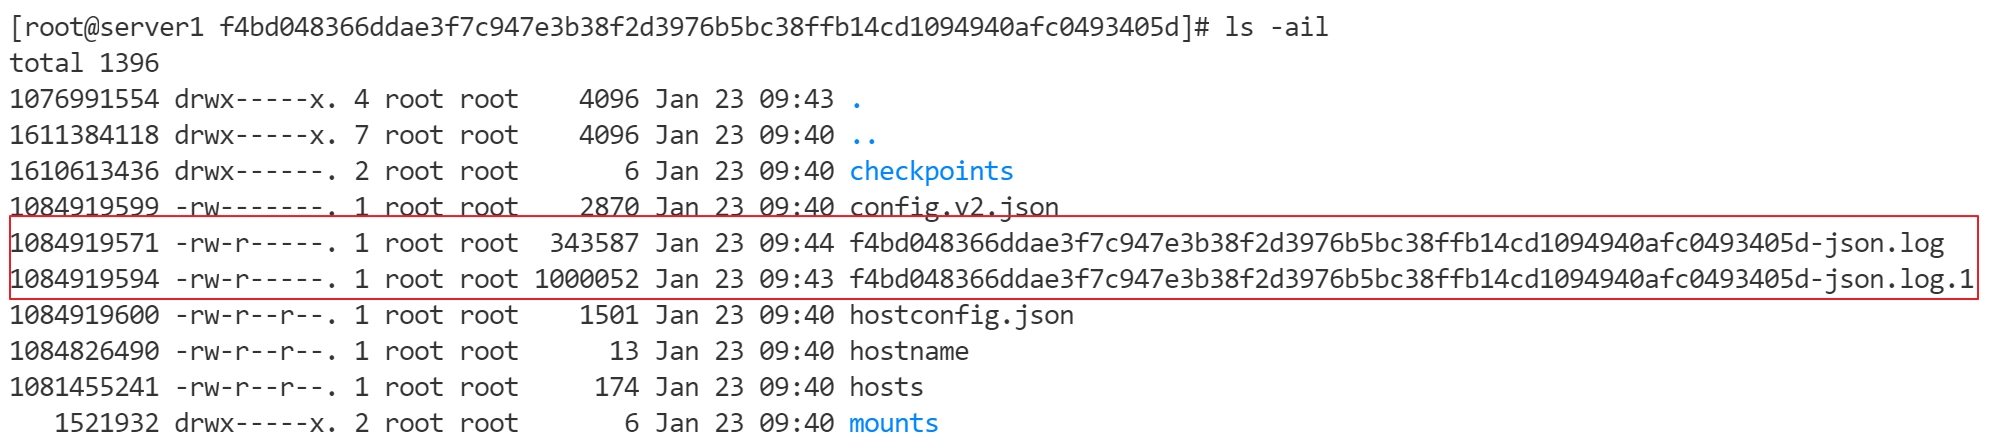 [root@server1 f4bd048366ddae3f7c947e3b38f2d3976b5bc38ffb14cd1094940afc0493405d]# ls -ail
total 1396
1076991554 drwx-----x. 4 root root    4096 Jan 23 09:43 .
1611384118 drwx-----x. 7 root root    4096 Jan 23 09:40 ..
1610613436 drwx------. 2 root root       6 Jan 23 09:40 checkpoints
1084919599 -rw-------. 1 root root    2870 Jan 23 09:40 config.v2.json
1084919571 -rw-r-----. 1 root root  343587 Jan 23 09:44 f4bd048366ddae3f7c947e3b38f2d3976b5bc38ffb14cd1094940afc0493405d-json.log
1084919594 -rw-r-----. 1 root root 1000052 Jan 23 09:43 f4bd048366ddae3f7c947e3b38f2d3976b5bc38ffb14cd1094940afc0493405d-json.log.1
1084919600 -rw-r--r--. 1 root root    1501 Jan 23 09:40 hostconfig.json
1084826490 -rw-r--r--. 1 root root      13 Jan 23 09:40 hostname
1081455241 -rw-r--r--. 1 root root     174 Jan 23 09:40 hosts
   1521932 drwx-----x. 2 root root       6 Jan 23 09:40 mounts